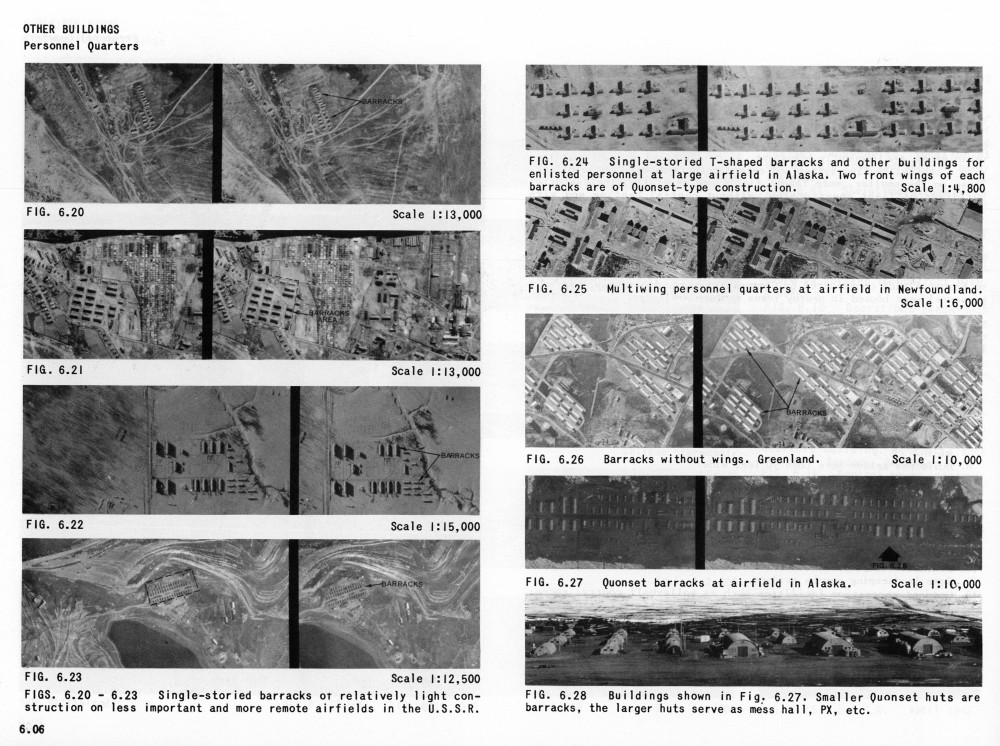 OTHER BUILDINGS
Personnel Quarters
BARRACKS
FIG. 6.20
Scale 1:13,000
BARRACKS
AREA
FIG. 6.21
Scale 1:13,000
BARRACKS
FIG. 6.22
Scale 1:15,000
BARRACKS
FIG. 6.23
Scale 1:12,500
FIGS. 6.20 - 6.23 Single-storied barracks of relatively light con-
struction on less important and more remote airfields in the U.S.S.R.
6.06
FIG. 6.24 Single-storied T-shaped barracks and other buildings for
enlisted personnel at large airfield in Alaska. Two front wings of each
barracks are of Quonset-type construction. Scale 1:4,800
FIG. 6.25 Multiwing personnel quarters at airfield in Newfoundland.
Scale 1:6,000
BARRACKS
FIG. 6.26 Barracks without wings. Greenland. Scale 1:10,000
FIG. 6.28
FIG. 6.27 Quonset barracks at airfield in Alaska. Scale 1:10,000
FIG. 6.28 Buildings shown in Fig. 6.27. Smaller Quonset huts are
barracks, the larger huts serve as mess hall, PX, etc.